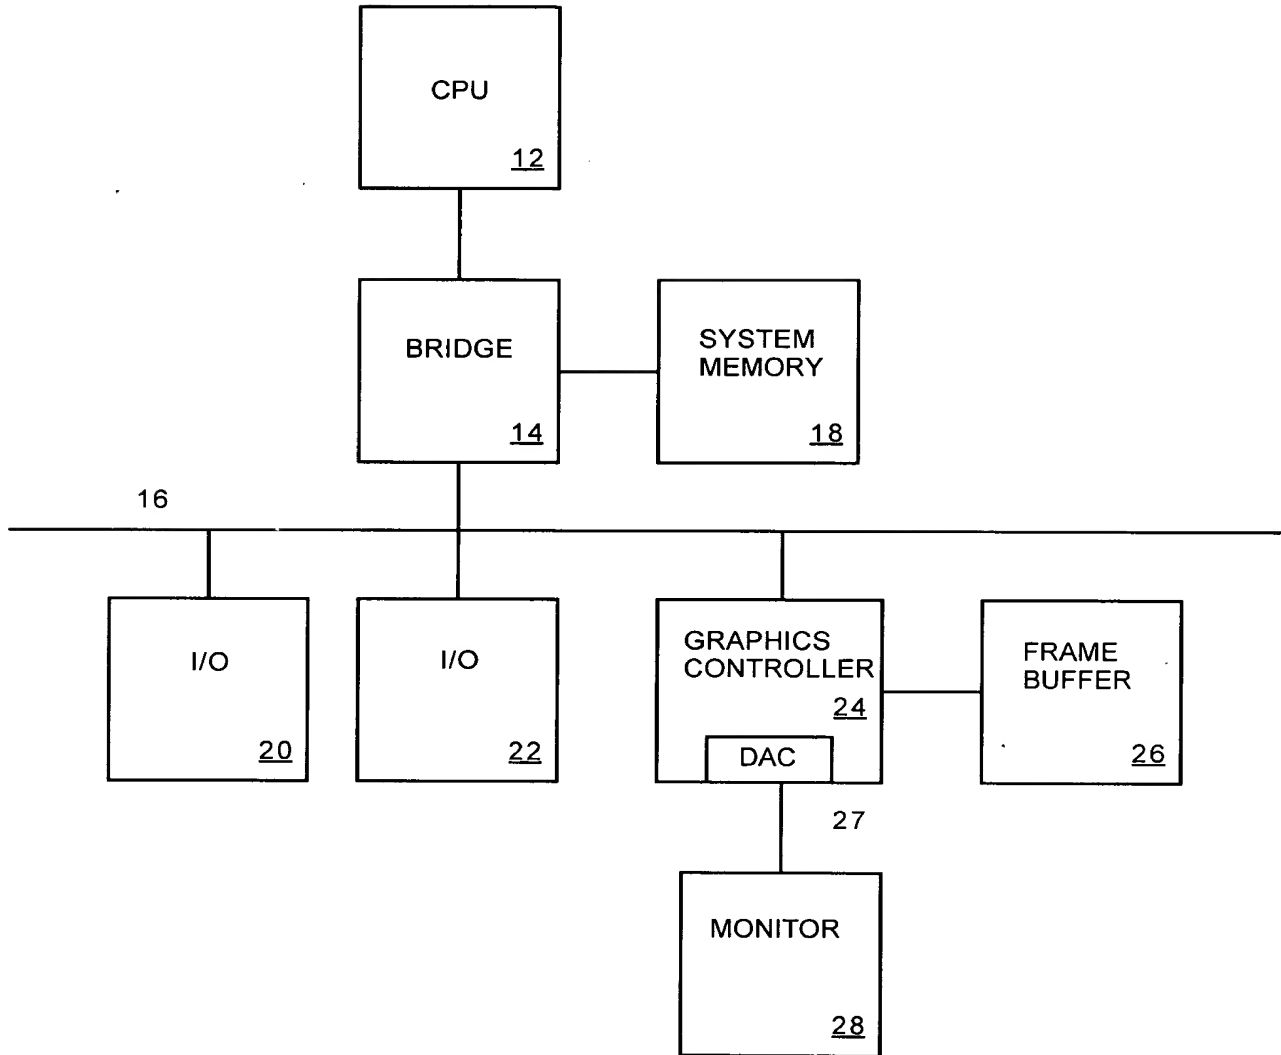 CPU
12
BRIDGE
14
SYSTEM
MEMORY
18
16
I/O
20
I/O
22
GRAPHICS
CONTROLLER
24
DAC
FRAME
BUFFER
26
27
MONITOR
28